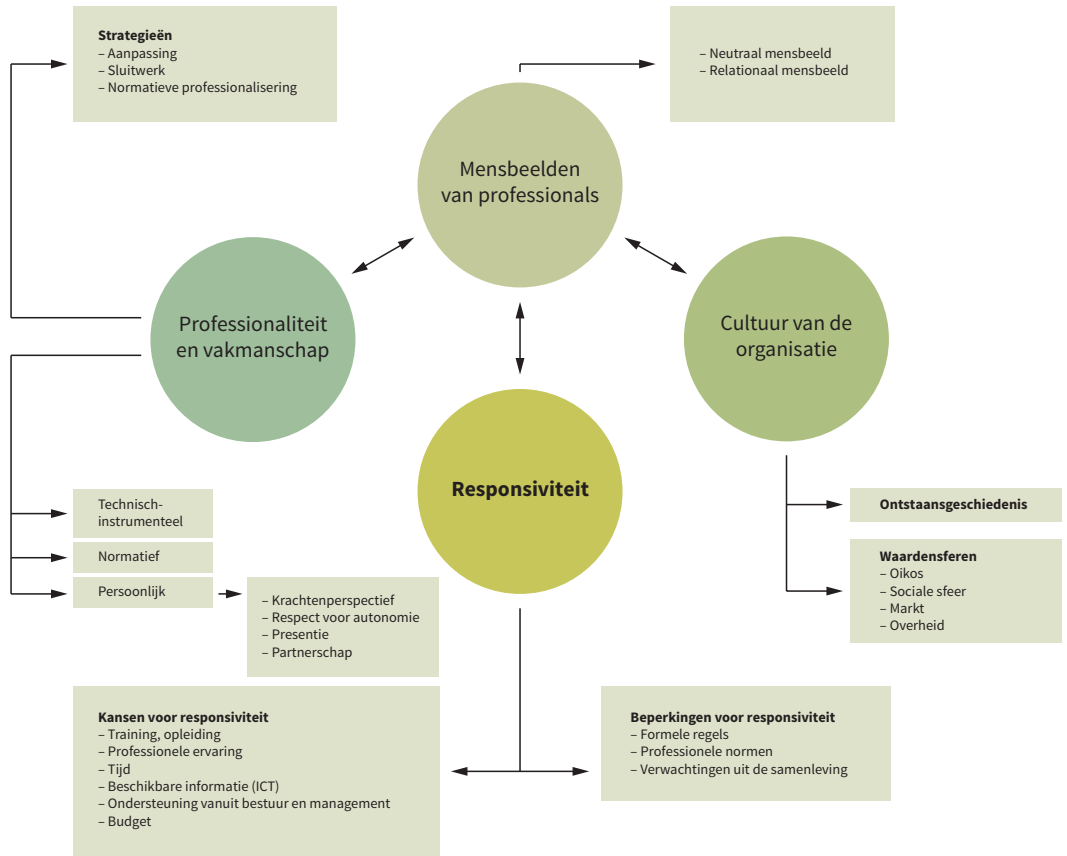 Strategieën
– Aanpassing
– Sluitwerk
– Normatieve professionalisering
– Neutraal mensbeeld
– Relationaal mensbeeld
Mensbeelden
van professionals
Professionaliteit
en vakmanschap
Cultuur van de
organisatie
Responsiviteit
Technisch-
instrumenteel
Normatief
Persoonlijk
– Krachtenperspectief
– Respect voor autonomie
– Presentie
– Partnerschap
Ontstaansgeschiedenis
Waardensferen
– Oikos
– Sociale sfeer
– Markt
– Overheid
Kansen voor responsiviteit
– Training, opleiding
– Professionele ervaring
– Tijd
– Beschikbare informatie (ICT)
– Ondersteuning vanuit bestuur en management
– Budget
Beperkingen voor responsiviteit
– Formele regels
– Professionele normen
– Verwachtingen uit de samenleving